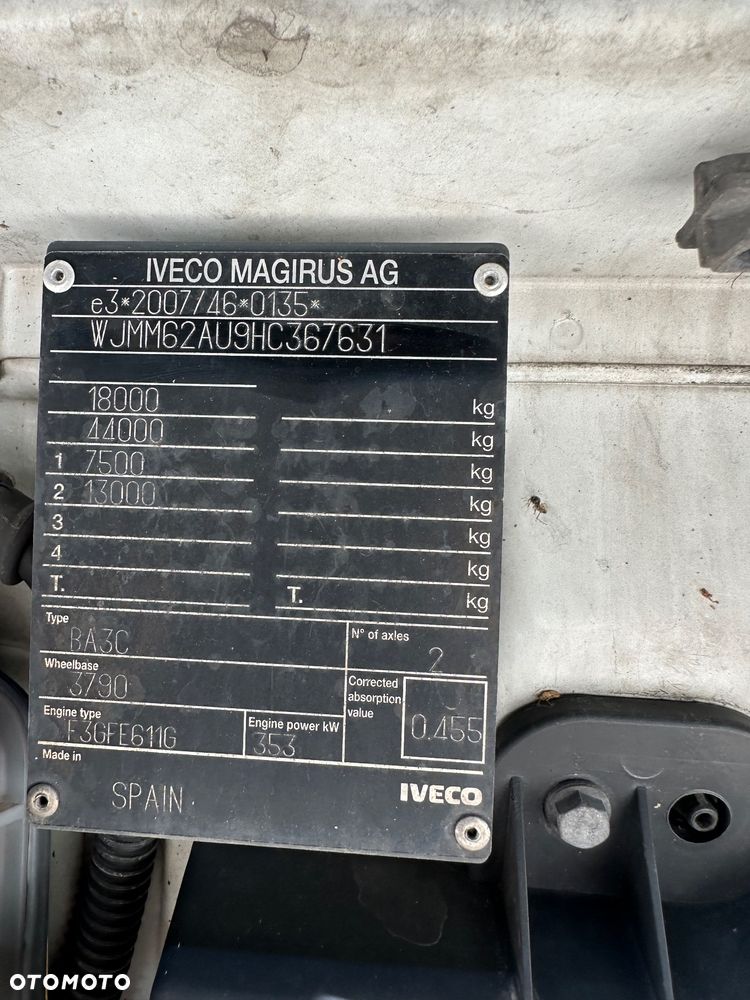 IVECO MAGIRUS AG
e3*2007/46*0135*
WJMM62AU9HC367631
18000 kg
44000 kg
1 7500 kg
2 13000 kg
3 kg
4 kg
T. T. kg
Type
BA3C
N° of axles
2
Wheelbase
3790
Corrected absorption value
0.455
Engine type
F3GFE611G
Engine power kW
353
Made in
SPAIN
IVECO
OTOMOTO